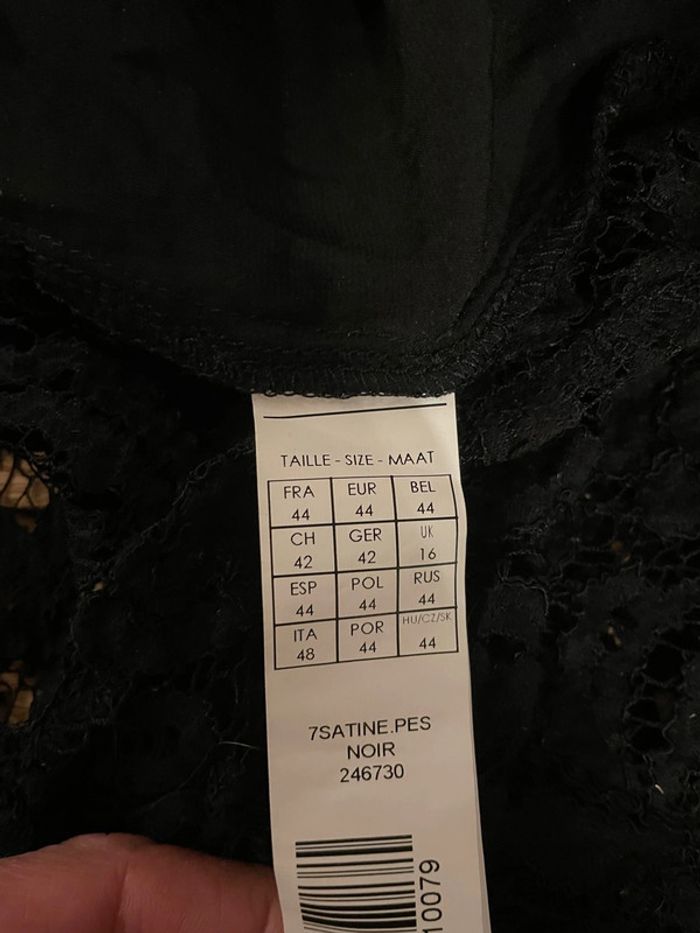 TAILLE - SIZE - MAAT
FRA EUR BEL
44 44 44
CH GER UK
42 42 16
ESP POL RUS
44 44 44
ITA POR HU/CZ/SK
48 44 44
7SATINE.PES
NOIR
246730
10079